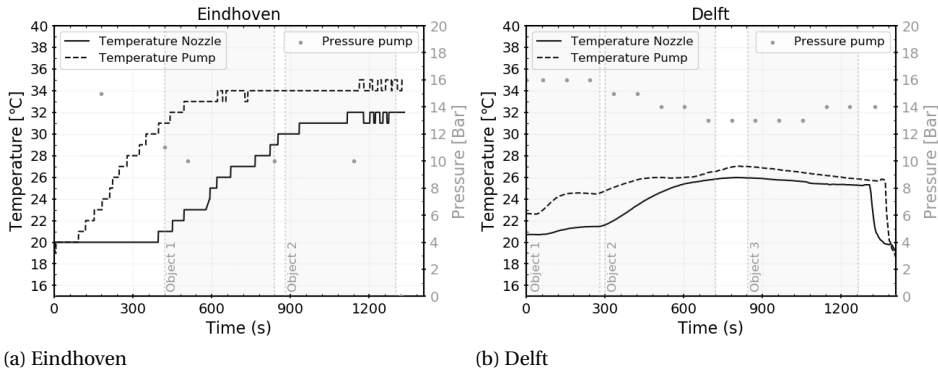 Eindhoven
Temperature [°C]
40
38
36
34
32
30
28
26
24
22
20
18
16
Temperature Nozzle
Temperature Pump
Pressure pump
Object 1
Object 2
20
18
16
14
12
10
8
6
4
2
0
Pressure [Bar]
0 300 600 900 1200
Time (s)
(a) Eindhoven
Delft
Temperature [°C]
40
38
36
34
32
30
28
26
24
22
20
18
16
Temperature Nozzle
Temperature Pump
Pressure pump
Object 1
Object 2
Object 3
20
18
16
14
12
10
8
6
4
2
0
Pressure [Bar]
0 300 600 900 1200
Time (s)
(b) Delft